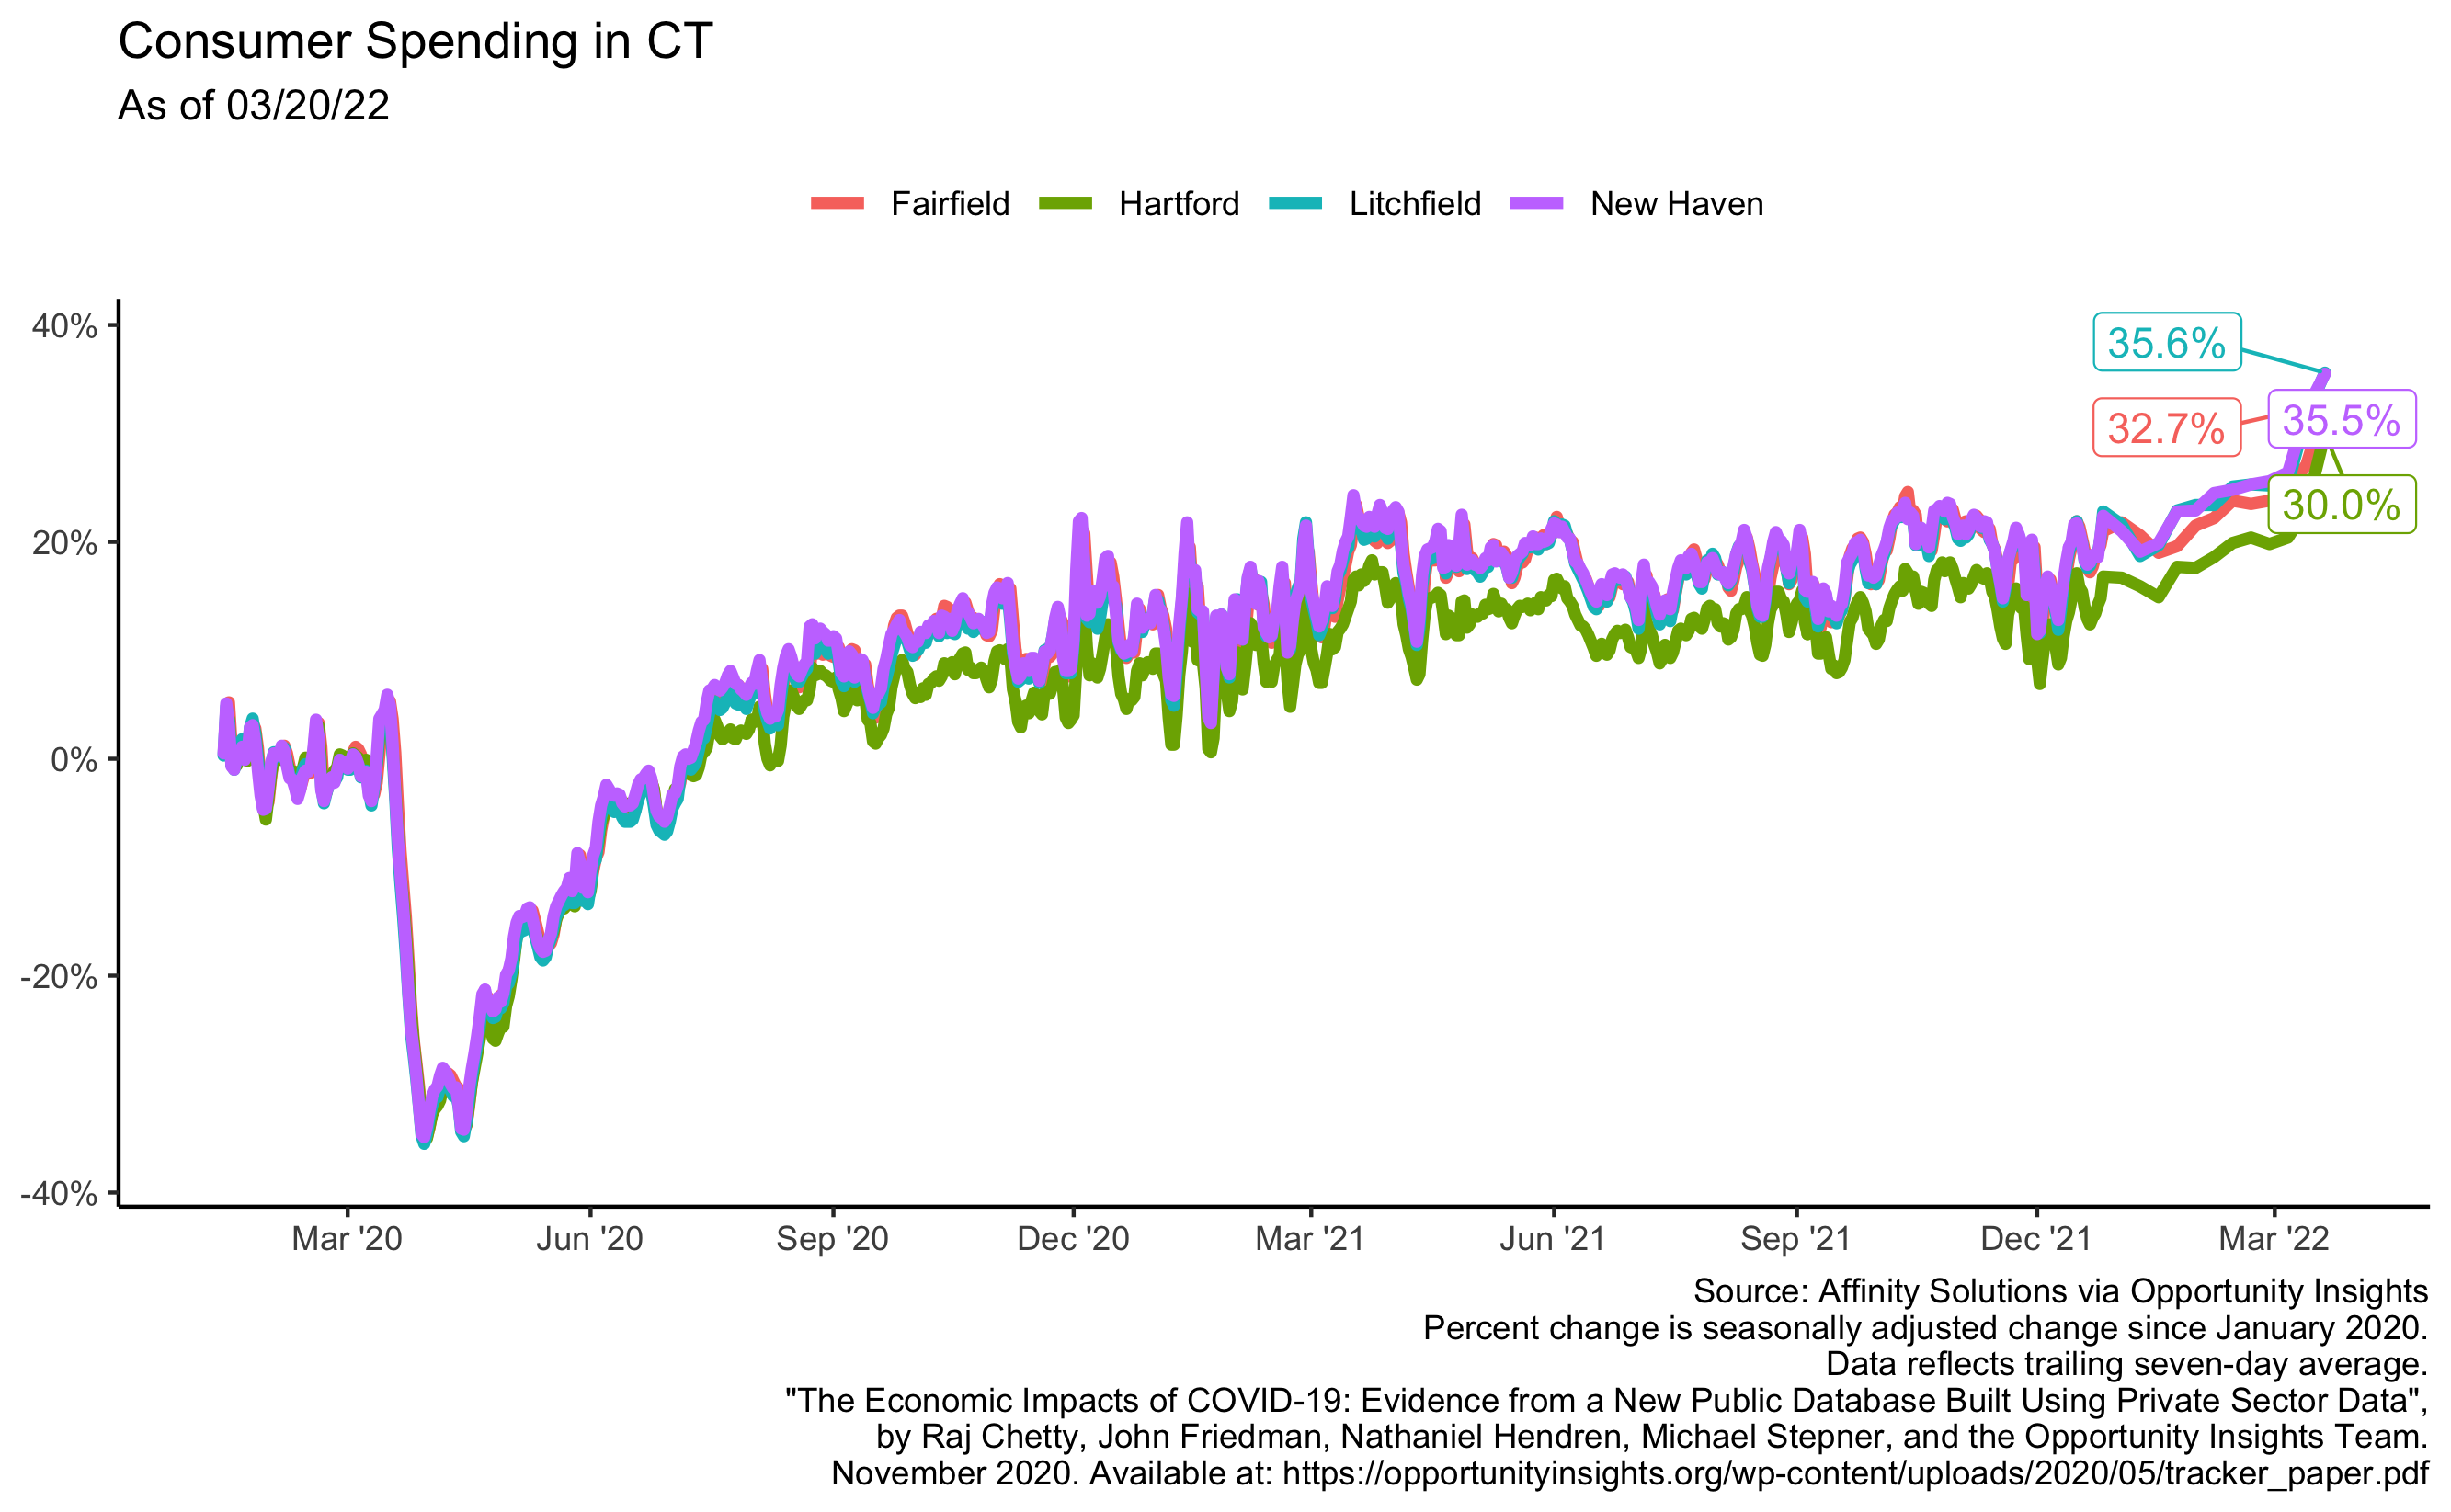 Consumer Spending in CT
As of 03/20/22
Fairfield Hartford Litchfield New Haven
40%
20%
0%
-20%
-40%
35.6%
32.7%
35.5%
30.0%
Mar '20 Jun '20 Sep '20 Dec '20 Mar '21 Jun '21 Sep '21 Dec '21 Mar '22
Source: Affinity Solutions via Opportunity Insights
Percent change is seasonally adjusted change since January 2020.
Data reflects trailing seven-day average.
"The Economic Impacts of COVID-19: Evidence from a New Public Database Built Using Private Sector Data",
by Raj Chetty, John Friedman, Nathaniel Hendren, Michael Stepner, and the Opportunity Insights Team.
November 2020. Available at: https://opportunityinsights.org/wp-content/uploads/2020/05/tracker_paper.pdf